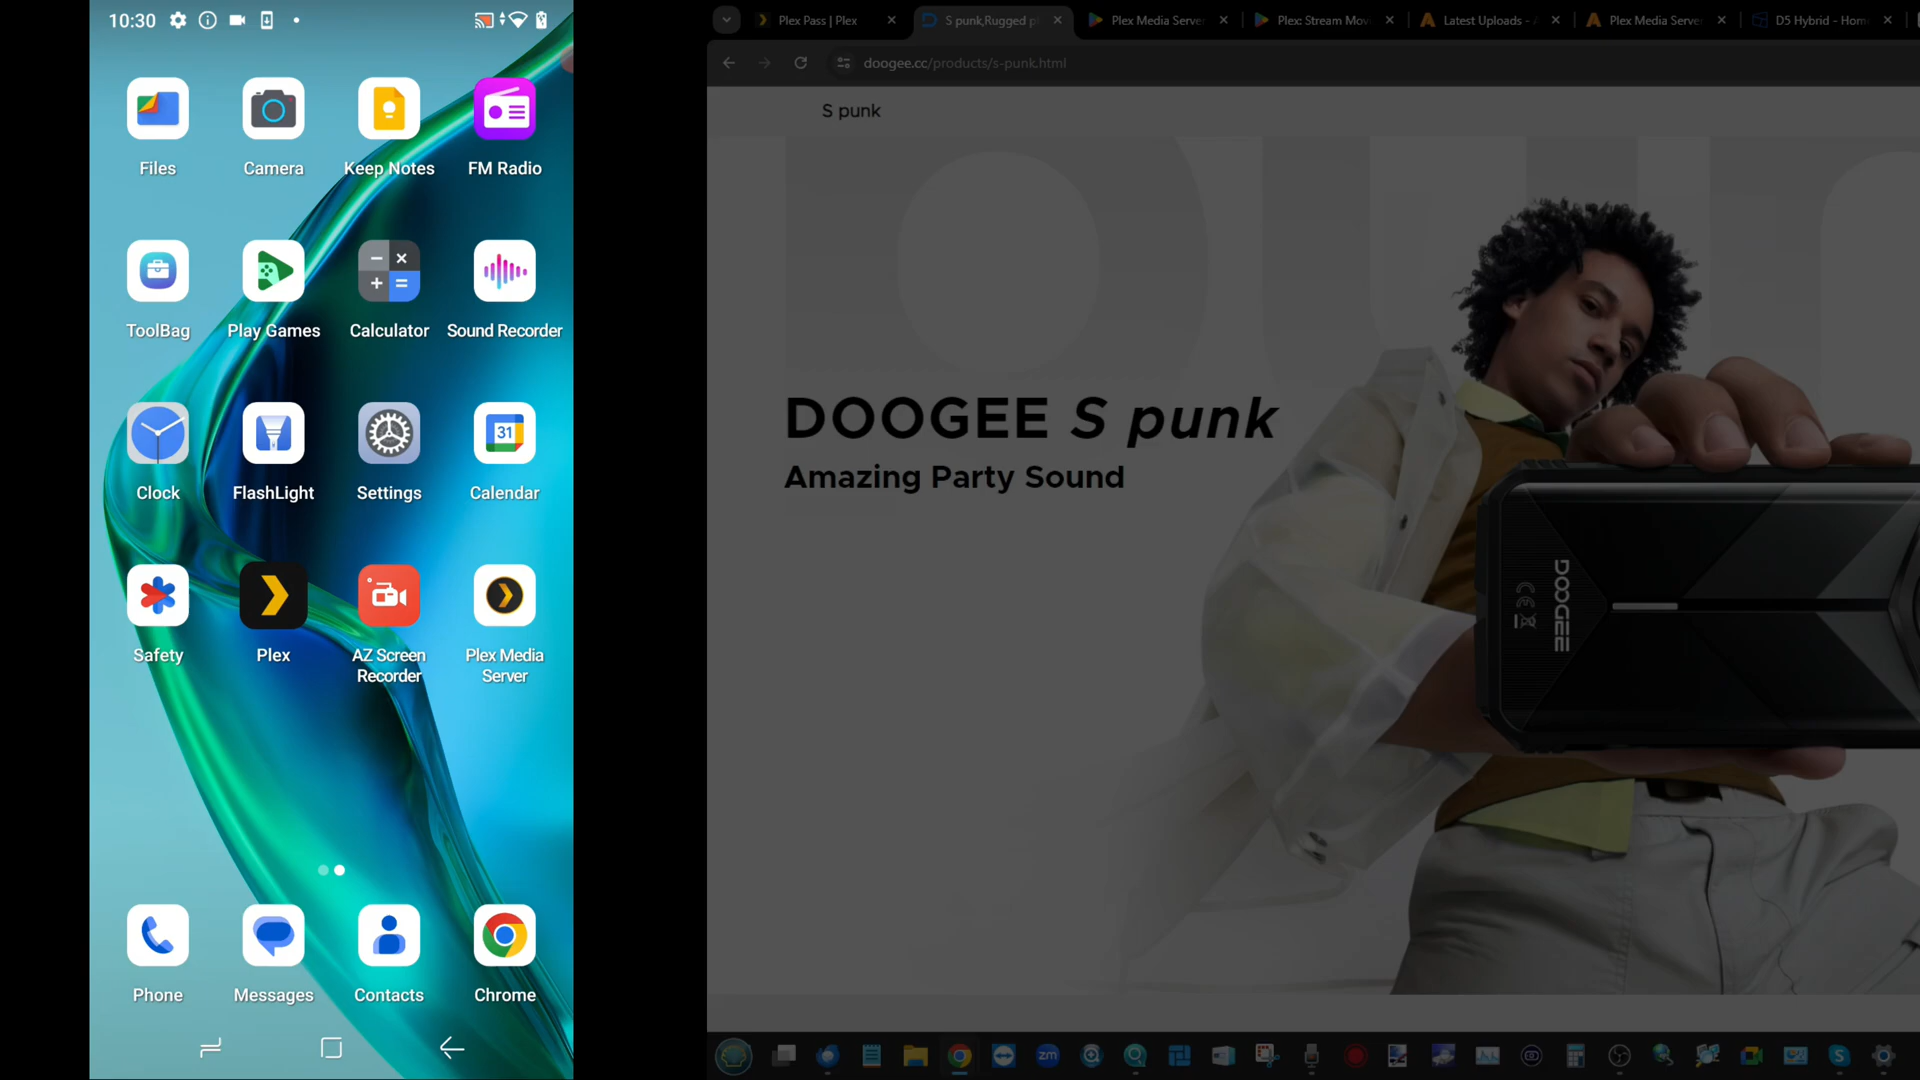 10:30
Files
Camera
Keep Notes
FM Radio
ToolBag
Play Games
Calculator
Sound Recorder
Clock
FlashLight
Settings
31
Calendar
Safety
Plex
AZ Screen
Recorder
Plex Media
Server
Phone
Messages
Contacts
Chrome
Plex Pass | Plex
S punk,Rugged p
Plex Media Serve
Plex: Stream Mov
Latest Uploads -
Plex Media Serve
D5 Hybrid - Hom
doogee.cc/products/s-punk.html
S punk
DOOGEE S punk
Amazing Party Sound
DOOGEE
CE
zm